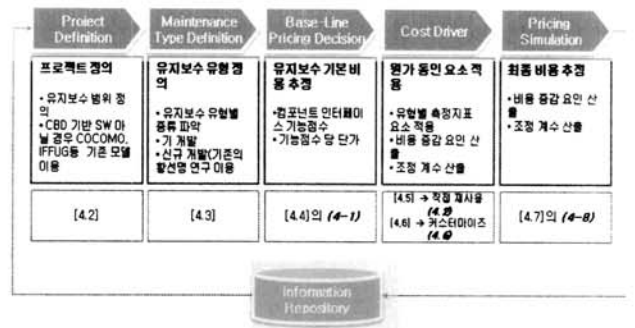 Project
Definition
Maintenance
Type Definition
Base-Line
Pricing Decision
Cost Driver
Pricing
Simulation
프로젝트 정의
• 유지보수 범위 정
의
• CBD 기반 SW 아
닐 경우 COCOMO,
IFFUG등 기존 모델
이용
유지보수 유형 정
의
• 유지보수 유형별
종류 파악
• 기 개발
• 신규 개발(기존의
황선명 연구 이용
유지보수 기본 비
용 추정
•컴포넌트 인터페이
스 기능점수
•기능점수 당 단가
원가 동인 요소 적
용
• 유형별 측정지표
요소 적용
• 비용 증감 요인 산
출
• 조정 계수 산출
최종 비용 추정
• 비용 증감 요인 산
출
• 조정 계수 산출
[4.2]
[4.3]
[4.4]의 (4-1)
[4.5] → 직접 재사용
[4.6] → 커스터마이즈
[4.7]의 (4-8)
Information
Repository